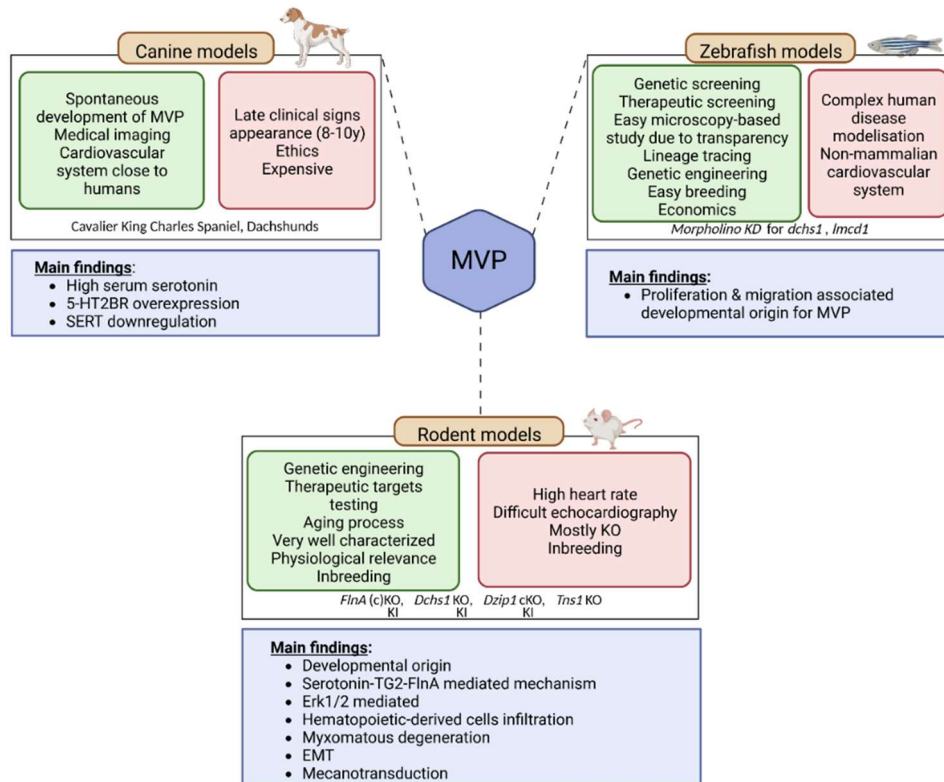 Canine models
Spontaneous
development of MVP
Medical imaging
Cardiovascular
system close to
humans
Late clinical signs
appearance (8-10y)
Ethics
Expensive
Cavalier King Charles Spaniel, Dachshunds
Main findings:
• High serum serotonin
• 5-HT2BR overexpression
• SERT downregulation
Zebrafish models
Genetic screening
Therapeutic screening
Easy microscopy-based
study due to transparency
Lineage tracing
Genetic engineering
Easy breeding
Economics
Complex human
disease
modelisation
Non-mammalian
cardiovascular
system
Morpholino KD for dchs1, lmcd1
Main findings:
• Proliferation & migration associated
developmental origin for MVP
MVP
Rodent models
Genetic engineering
Therapeutic targets
testing
Aging process
Very well characterized
Physiological relevance
Inbreeding
High heart rate
Difficult echocardiography
Mostly KO
Inbreeding
FlnA (c)KO, Dchs1 KO, Dzip1 cKO, Tns1 KO
KI KI KI
Main findings:
• Developmental origin
• Serotonin-TG2-FlnA mediated mechanism
• Erk1/2 mediated
• Hematopoietic-derived cells infiltration
• Myxomatous degeneration
• EMT
• Mecanotransduction